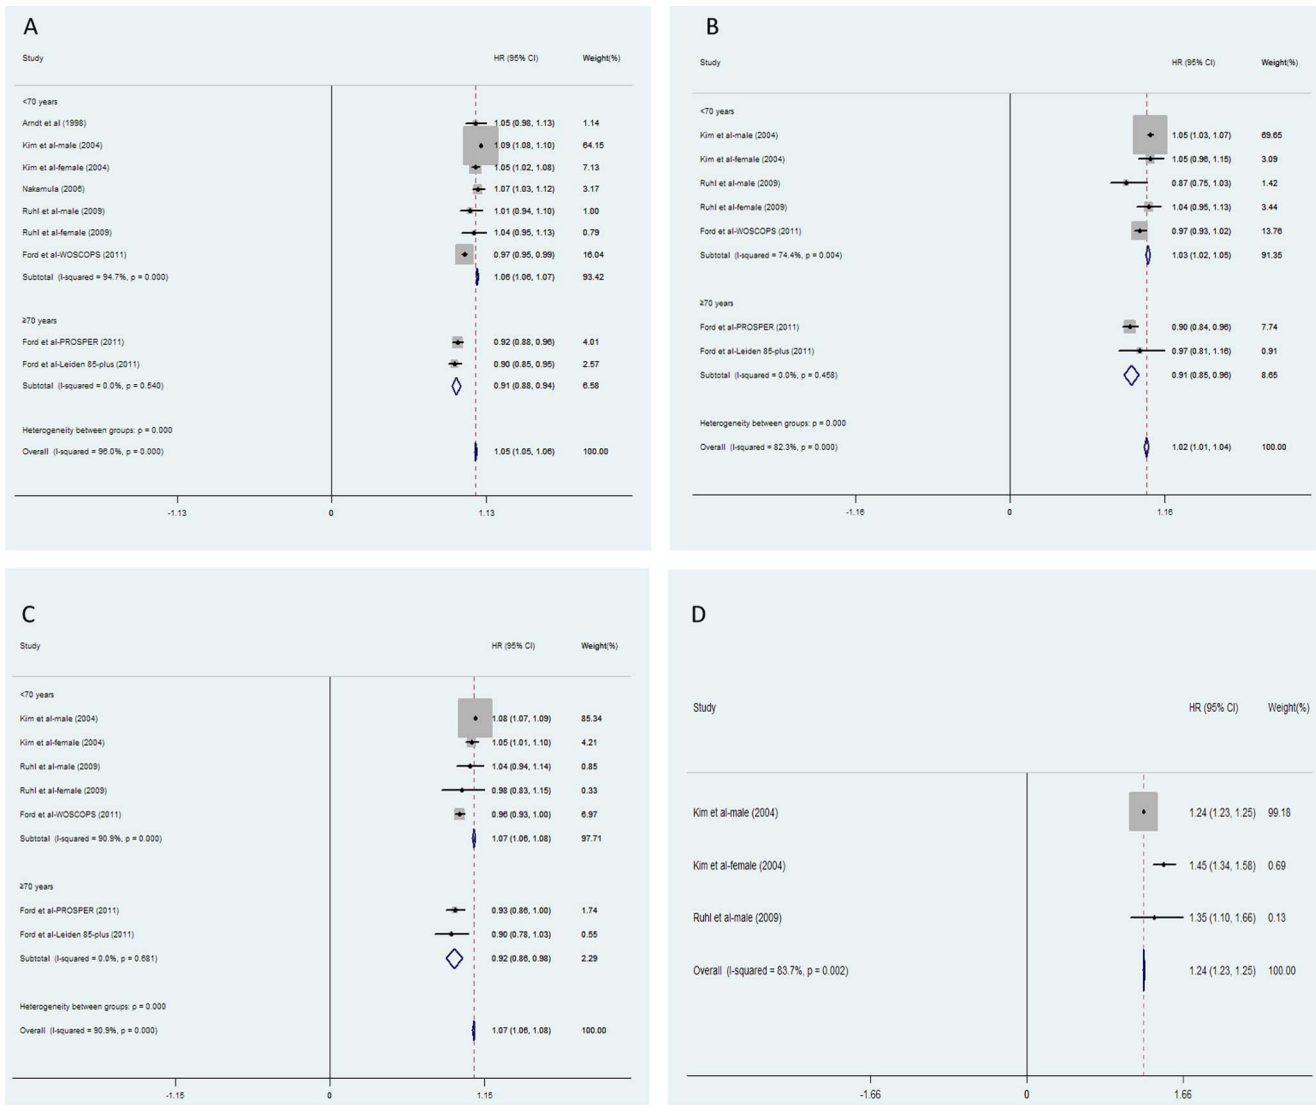 A
Study HR (95% CI) Weight(%)
<70 years
Arndt et al (1998) 1.05 (0.98, 1.13) 1.14
Kim et al-male (2004) 1.09 (1.08, 1.10) 64.15
Kim et al-female (2004) 1.05 (1.02, 1.08) 7.13
Nakamula (2006) 1.07 (1.03, 1.12) 3.17
Ruhl et al-male (2009) 1.01 (0.94, 1.10) 1.00
Ruhl et al-female (2009) 1.04 (0.95, 1.13) 0.79
Ford et al-WOSCOPS (2011) 0.97 (0.95, 0.99) 16.04
Subtotal (I-squared = 94.7%, p = 0.000) 1.06 (1.06, 1.07) 93.42
≥70 years
Ford et al-PROSPER (2011) 0.92 (0.88, 0.96) 4.01
Ford et al-Leiden 85-plus (2011) 0.90 (0.85, 0.95) 2.57
Subtotal (I-squared = 0.0%, p = 0.540) 0.91 (0.88, 0.94) 6.58
Heterogeneity between groups: p = 0.000
Overall (I-squared = 96.0%, p = 0.000) 1.05 (1.05, 1.06) 100.00
-1.13 0 1.13
B
Study HR (95% CI) Weight(%)
<70 years
Kim et al-male (2004) 1.05 (1.03, 1.07) 69.65
Kim et al-female (2004) 1.05 (0.96, 1.15) 3.09
Ruhl et al-male (2009) 0.87 (0.75, 1.03) 1.42
Ruhl et al-female (2009) 1.04 (0.95, 1.13) 3.44
Ford et al-WOSCOPS (2011) 0.97 (0.93, 1.02) 13.76
Subtotal (I-squared = 74.4%, p = 0.004) 1.03 (1.02, 1.05) 91.35
≥70 years
Ford et al-PROSPER (2011) 0.90 (0.84, 0.96) 7.74
Ford et al-Leiden 85-plus (2011) 0.97 (0.81, 1.16) 0.91
Subtotal (I-squared = 0.0%, p = 0.458) 0.91 (0.85, 0.96) 8.65
Heterogeneity between groups: p = 0.000
Overall (I-squared = 82.3%, p = 0.000) 1.02 (1.01, 1.04) 100.00
-1.16 0 1.16
C
Study HR (95% CI) Weight(%)
<70 years
Kim et al-male (2004) 1.08 (1.07, 1.09) 85.34
Kim et al-female (2004) 1.05 (1.01, 1.10) 4.21
Ruhl et al-male (2009) 1.04 (0.94, 1.14) 0.85
Ruhl et al-female (2009) 0.98 (0.83, 1.15) 0.33
Ford et al-WOSCOPS (2011) 0.96 (0.93, 1.00) 6.97
Subtotal (I-squared = 90.9%, p = 0.000) 1.07 (1.06, 1.08) 97.71
≥70 years
Ford et al-PROSPER (2011) 0.93 (0.86, 1.00) 1.74
Ford et al-Leiden 85-plus (2011) 0.90 (0.78, 1.03) 0.55
Subtotal (I-squared = 0.0%, p = 0.681) 0.92 (0.86, 0.98) 2.29
Heterogeneity between groups: p = 0.000
Overall (I-squared = 90.9%, p = 0.000) 1.07 (1.06, 1.08) 100.00
-1.15 0 1.15
D
Study HR (95% CI) Weight(%)
Kim et al-male (2004) 1.24 (1.23, 1.25) 99.18
Kim et al-female (2004) 1.45 (1.34, 1.58) 0.69
Ruhl et al-male (2009) 1.35 (1.10, 1.66) 0.13
Overall (I-squared = 83.7%, p = 0.002) 1.24 (1.23, 1.25) 100.00
-1.66 0 1.66